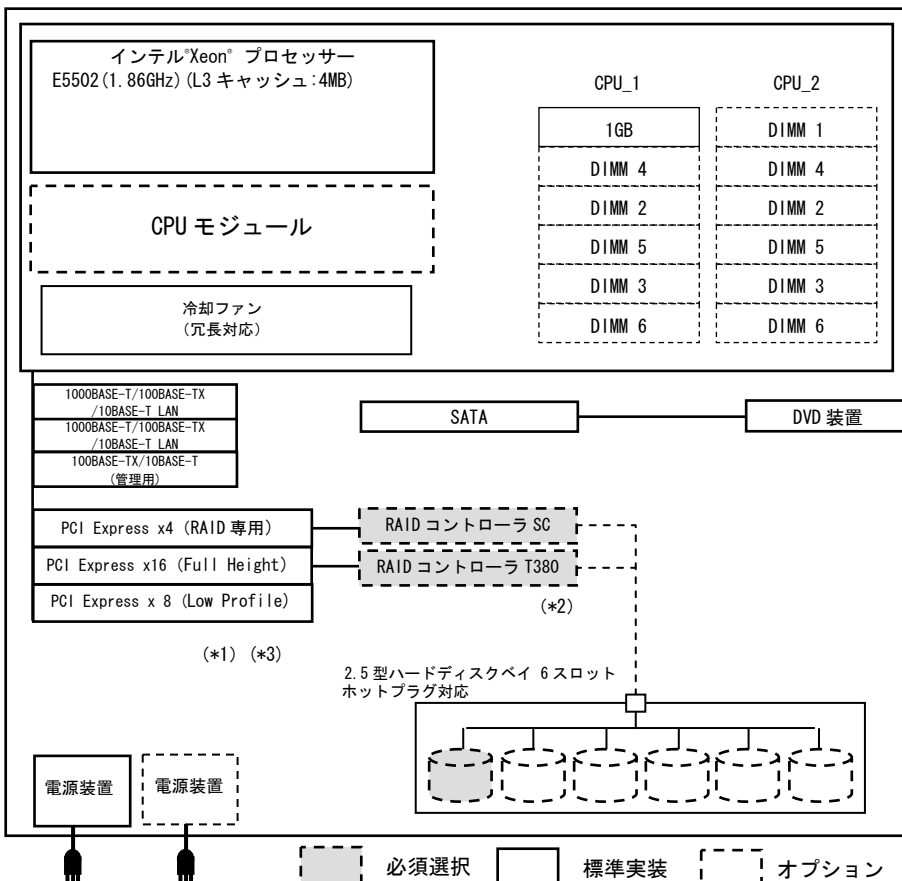 インテル®Xeon® プロセッサー
E5502(1.86GHz)(L3 キャッシュ:4MB)
CPU モジュール
冷却ファン
(冗長対応)
CPU_1
CPU_2
1GB
DIMM 1
DIMM 4
DIMM 4
DIMM 2
DIMM 2
DIMM 5
DIMM 5
DIMM 3
DIMM 3
DIMM 6
DIMM 6
1000BASE-T/100BASE-TX
/10BASE-T LAN
1000BASE-T/100BASE-TX
/10BASE-T LAN
100BASE-TX/10BASE-T
(管理用)
SATA
DVD 装置
PCI Express x4 (RAID 専用)
RAID コントローラ SC
PCI Express x16 (Full Height)
RAID コントローラ T380
PCI Express x 8 (Low Profile)
(*2)
(*1) (*3)
2.5 型ハードディスクベイ 6 スロット
ホットプラグ対応
電源装置
電源装置
必須選択
標準実装
オプション